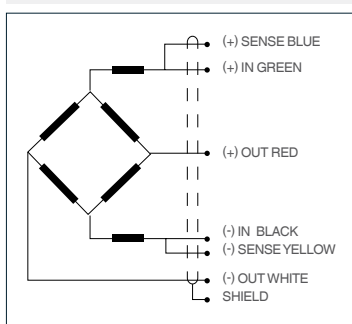 (+) SENSE BLUE
(+) IN GREEN
(+) OUT RED
(-) IN BLACK
(-) SENSE YELLOW
(-) OUT WHITE
SHIELD